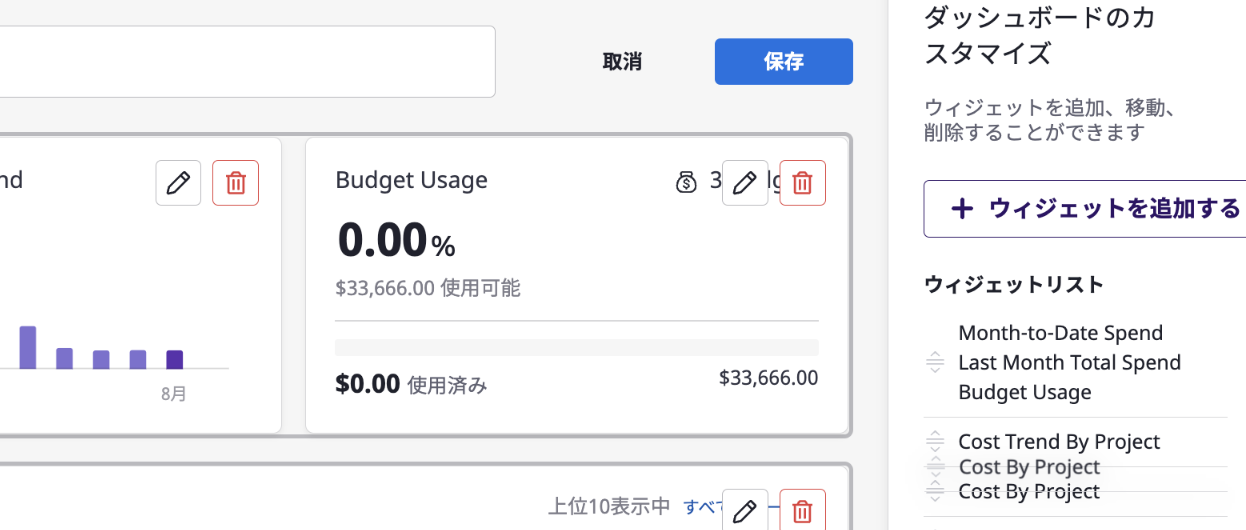 ダッシュボードのカ
スタマイズ
取消
保存
ウィジェットを追加、移動、
削除することができます
nd
Budget Usage
3
ウィジェットを追加する
0.00%
$33,666.00 使用可能
ウィジェットリスト
Month-to-Date Spend
Last Month Total Spend
Budget Usage
$0.00 使用済み
$33,666.00
8月
Cost Trend By Project
Cost By Project
Cost By Project
上位10表示中
すべ